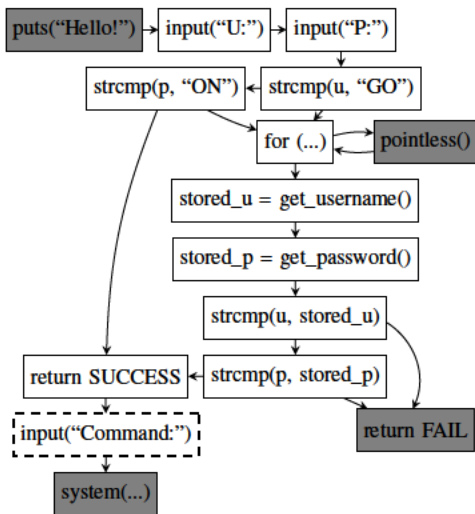 puts(“Hello!”)
input(“U:”)
input(“P:”)
strcmp(p, “ON”)
strcmp(u, “GO”)
for (...)
pointless()
stored_u = get_username()
stored_p = get_password()
strcmp(u, stored_u)
return SUCCESS
strcmp(p, stored_p)
input(“Command:”)
return FAIL
system(...)